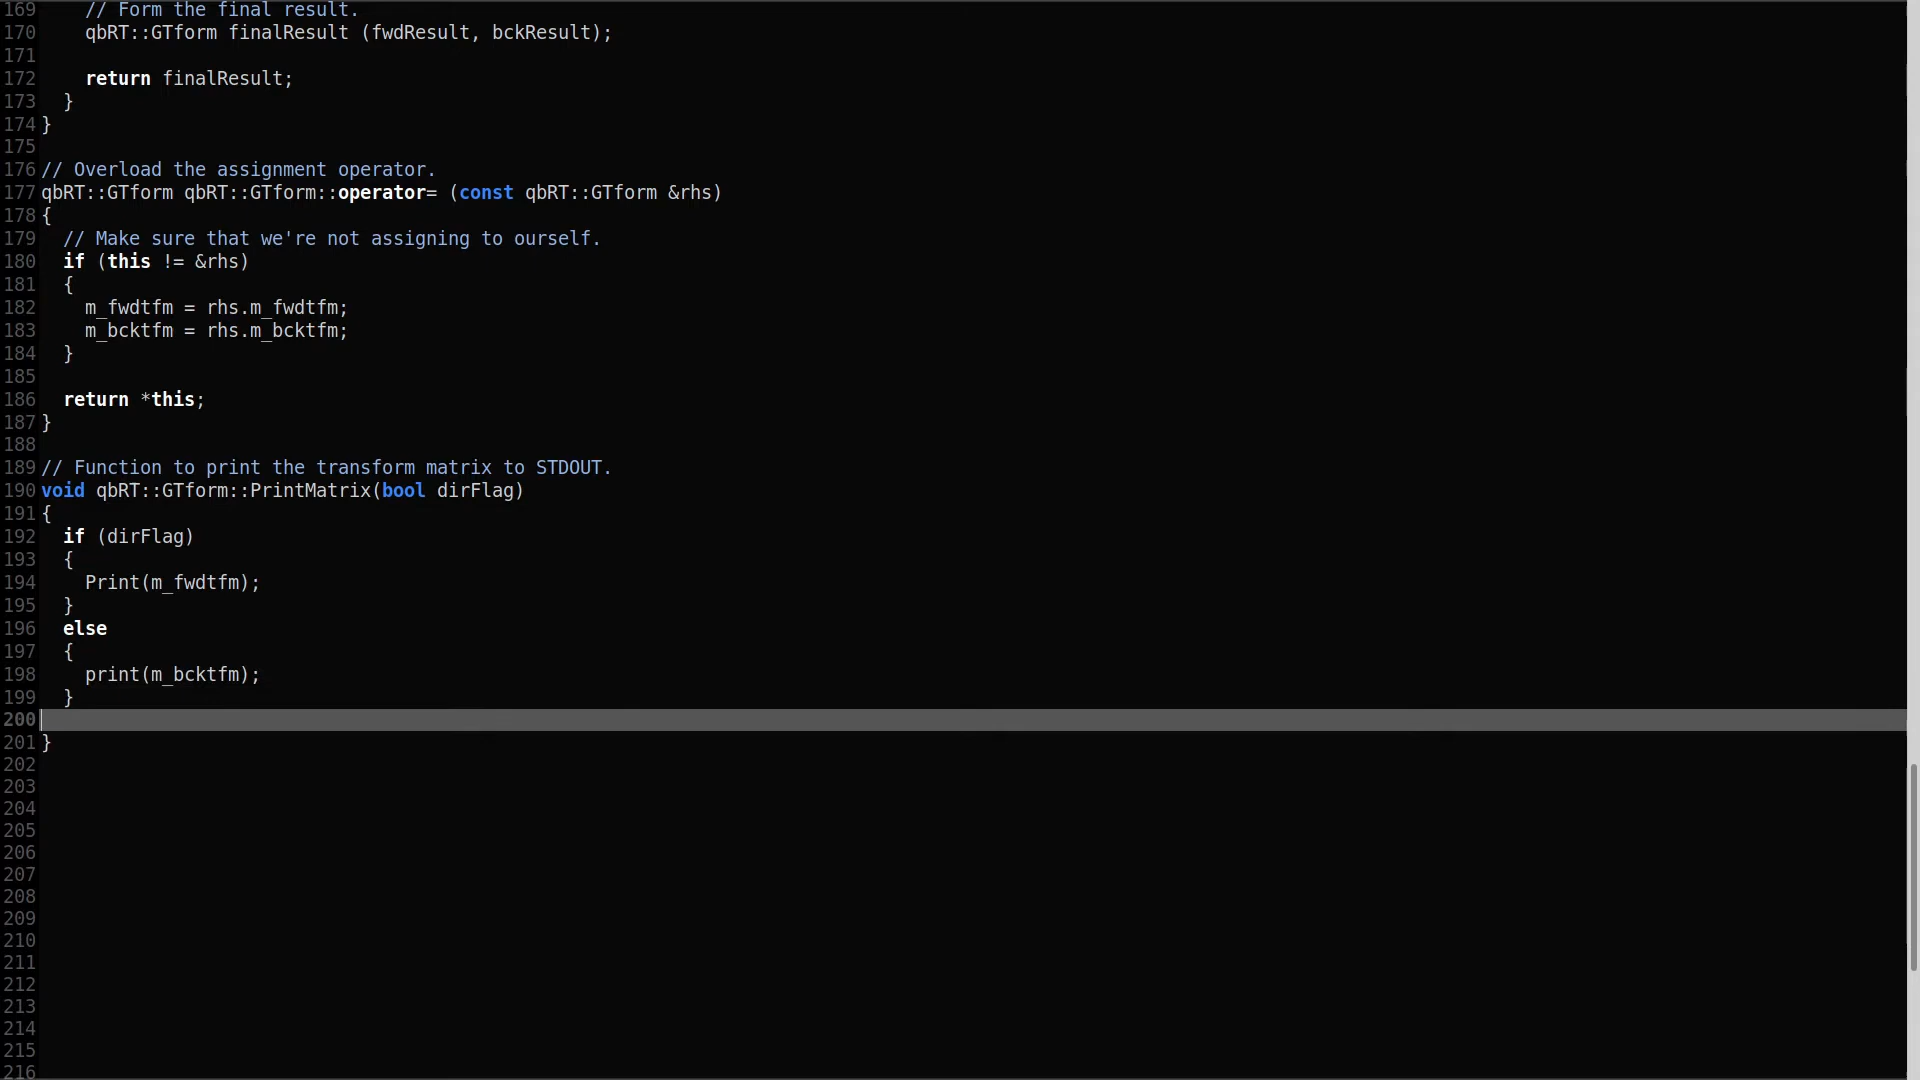 169 // Form the final result.
170 qbRT::GTform finalResult (fwdResult, bckResult);
171
172 return finalResult;
173 }
174 }
175
176 // Overload the assignment operator.
177 qbRT::GTform qbRT::GTform::operator= (const qbRT::GTform &rhs)
178 {
179 // Make sure that we're not assigning to ourself.
180 if (this != &rhs)
181 {
182 m_fwdtfm = rhs.m_fwdtfm;
183 m_bcktfm = rhs.m_bcktfm;
184 }
185
186 return *this;
187 }
188
189 // Function to print the transform matrix to STDOUT.
190 void qbRT::GTform::PrintMatrix(bool dirFlag)
191 {
192 if (dirFlag)
193 {
194 Print(m_fwdtfm);
195 }
196 else
197 {
198 print(m_bcktfm);
199 }
200
201 }
202
203
204
205
206
207
208
209
210
211
212
213
214
215
216